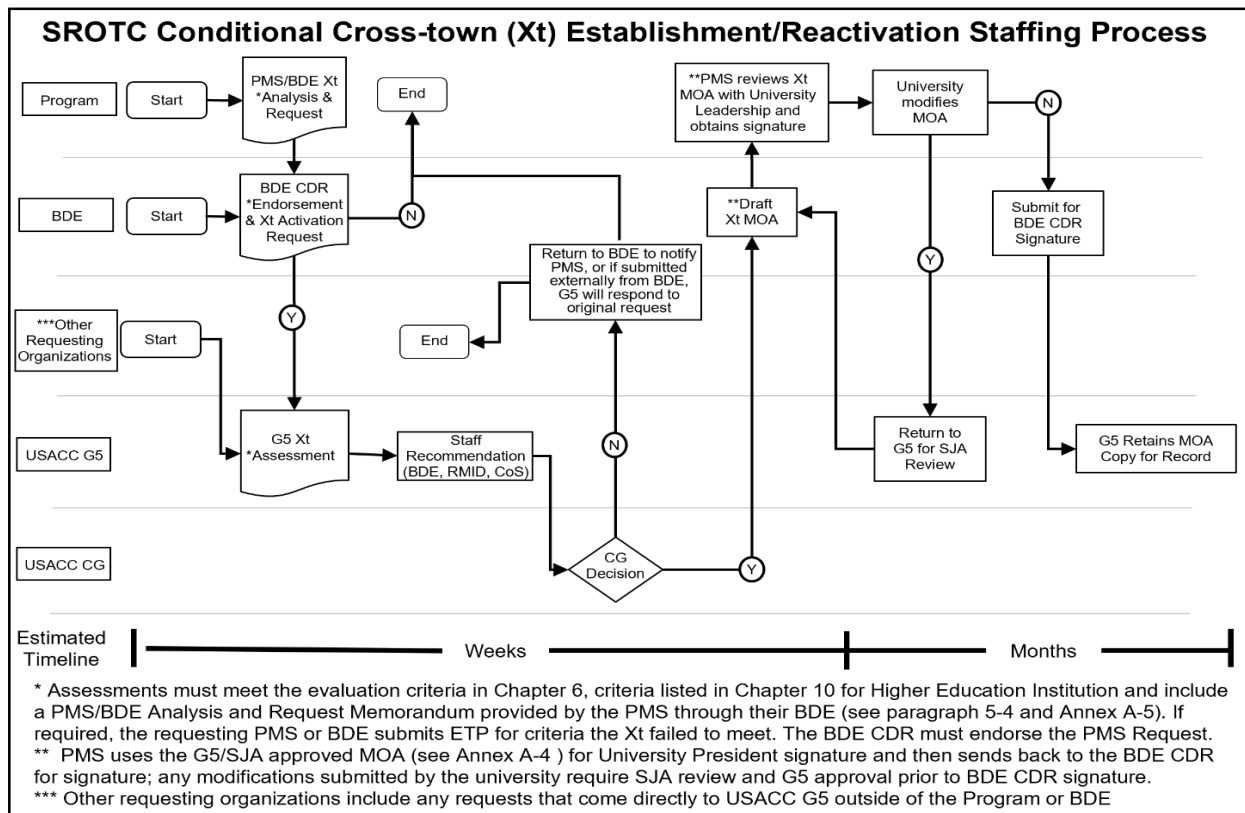 SROTC Conditional Cross-town (Xt) Establishment/Reactivation Staffing Process
Program
Start
PMS/BDE Xt
*Analysis &
Request
End
**PMS reviews Xt
MOA with University
Leadership and
obtains signature
University
modifies
MOA
N
BDE
Start
BDE CDR
*Endorsement
& Xt Activation
Request
N
**Draft
Xt MOA
Submit for
BDE CDR
Signature
Return to BDE to notify
PMS, or if submitted
externally from BDE,
G5 will respond to
original request
Y
***Other
Requesting
Organizations
Start
Y
End
USACC G5
G5 Xt
*Assessment
Staff
Recommendation
(BDE, RMID, CoS)
N
Return to
G5 for SJA
Review
G5 Retains MOA
Copy for Record
USACC CG
CG
Decision
Y
Estimated
Timeline
Weeks
Months
* Assessments must meet the evaluation criteria in Chapter 6, criteria listed in Chapter 10 for Higher Education Institution and include
a PMS/BDE Analysis and Request Memorandum provided by the PMS through their BDE (see paragraph 5-4 and Annex A-5). If
required, the requesting PMS or BDE submits ETP for criteria the Xt failed to meet. The BDE CDR must endorse the PMS Request.
** PMS uses the G5/SJA approved MOA (see Annex A-4 ) for University President signature and then sends back to the BDE CDR
for signature; any modifications submitted by the university require SJA review and G5 approval prior to BDE CDR signature.
*** Other requesting organizations include any requests that come directly to USACC G5 outside of the Program or BDE